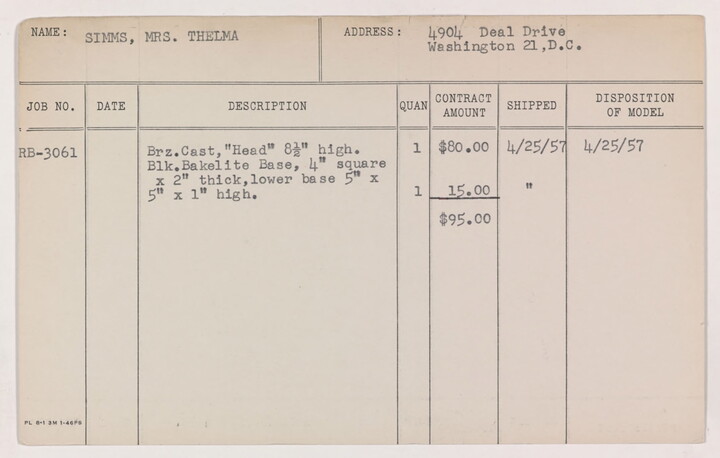 NAME: SIMMS, MRS. THELMA ADDRESS: 4904 Deal Drive
Washington 21,D.C.
JOB NO. DATE DESCRIPTION QUAN CONTRACT AMOUNT SHIPPED DISPOSITION OF MODEL
RB-3061 Brz.Cast,"Head" 8½" high. 1 $80.00 4/25/57 4/25/57
Blk.Bakelite Base, 4" square
x 2" thick,lower base 5" x
5" x 1" high. 1 15.00 "
$95.00
PL 8-1 3M 1-46PS